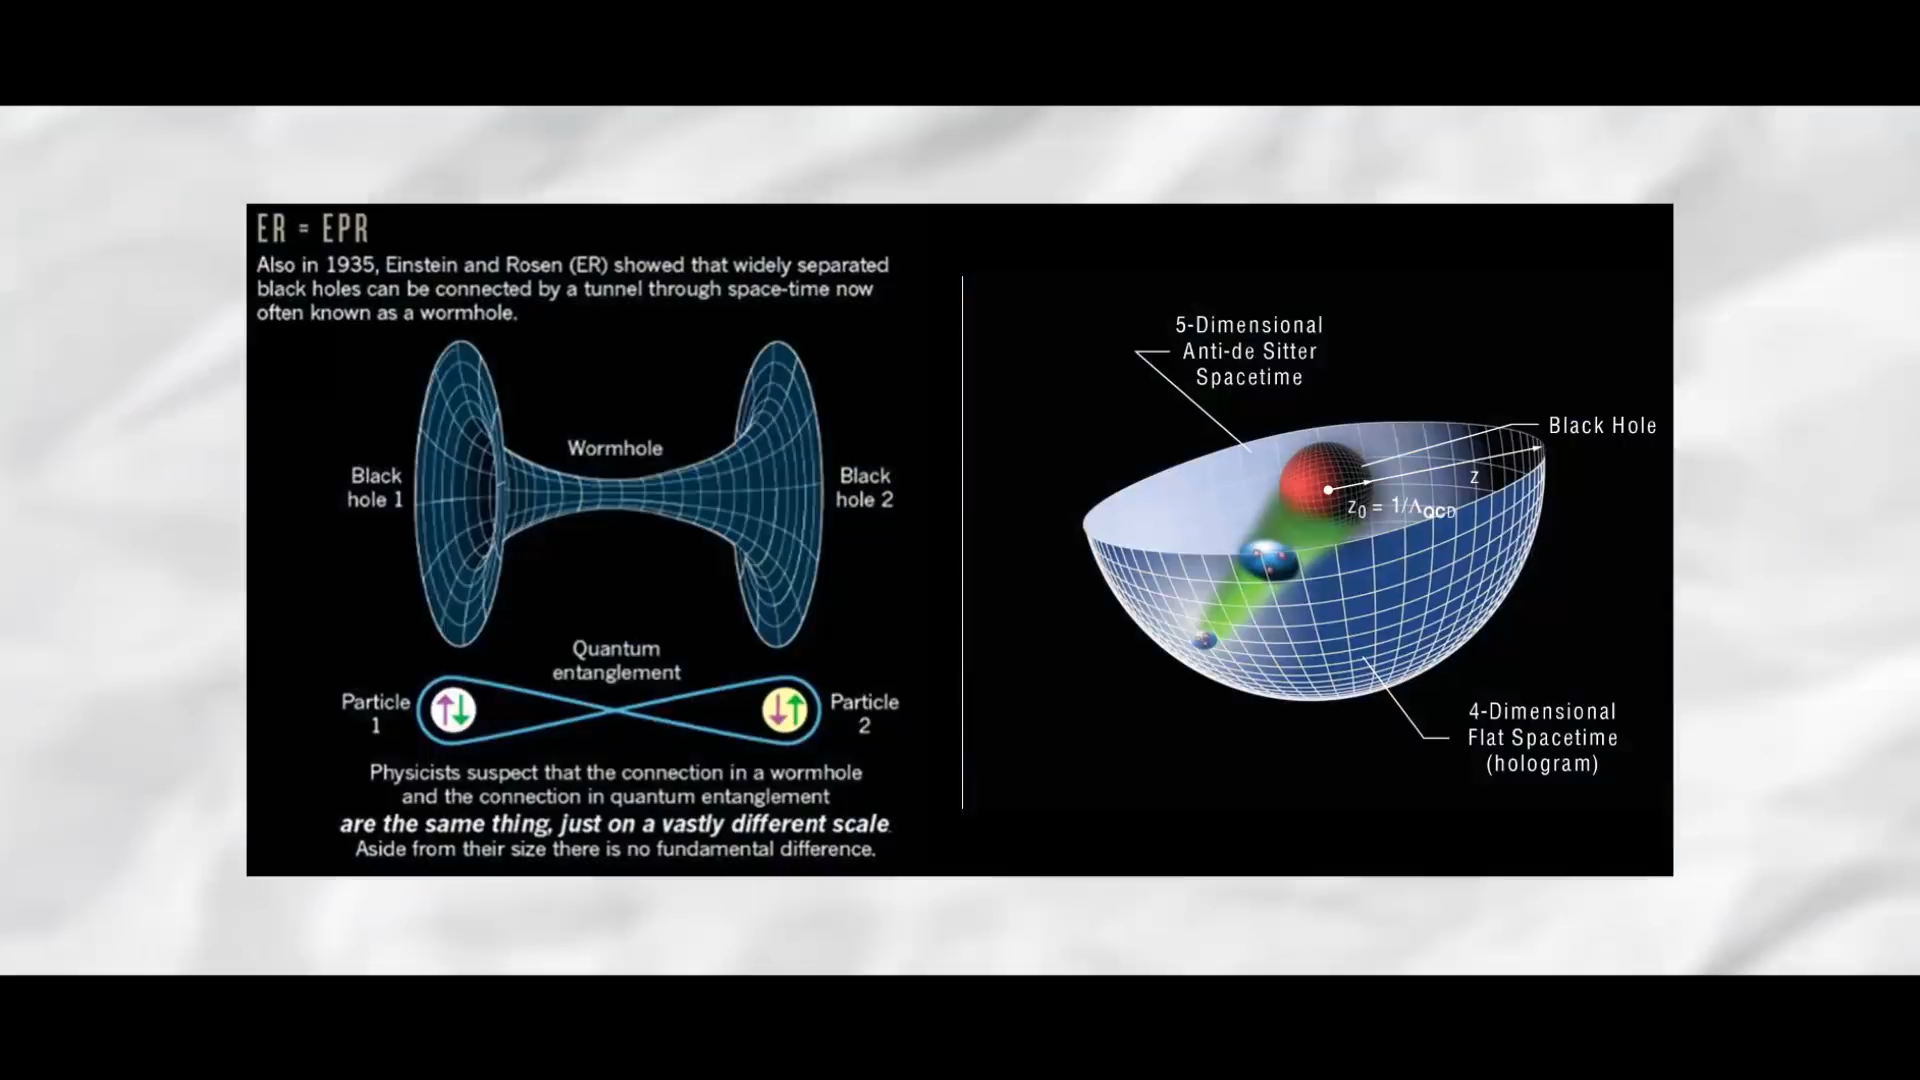 ER = EPR
Also in 1935, Einstein and Rosen (ER) showed that widely separated
black holes can be connected by a tunnel through space-time now
often known as a wormhole.
Wormhole
Black
hole 1
Black
hole 2
Quantum
entanglement
Particle
1
Particle
2
Physicists suspect that the connection in a wormhole
and the connection in quantum entanglement
are the same thing, just on a vastly different scale.
Aside from their size there is no fundamental difference.
5-Dimensional
Anti-de Sitter
Spacetime
Black Hole
z
z₀ = 1/Λ_QCD
4-Dimensional
Flat Spacetime
(hologram)